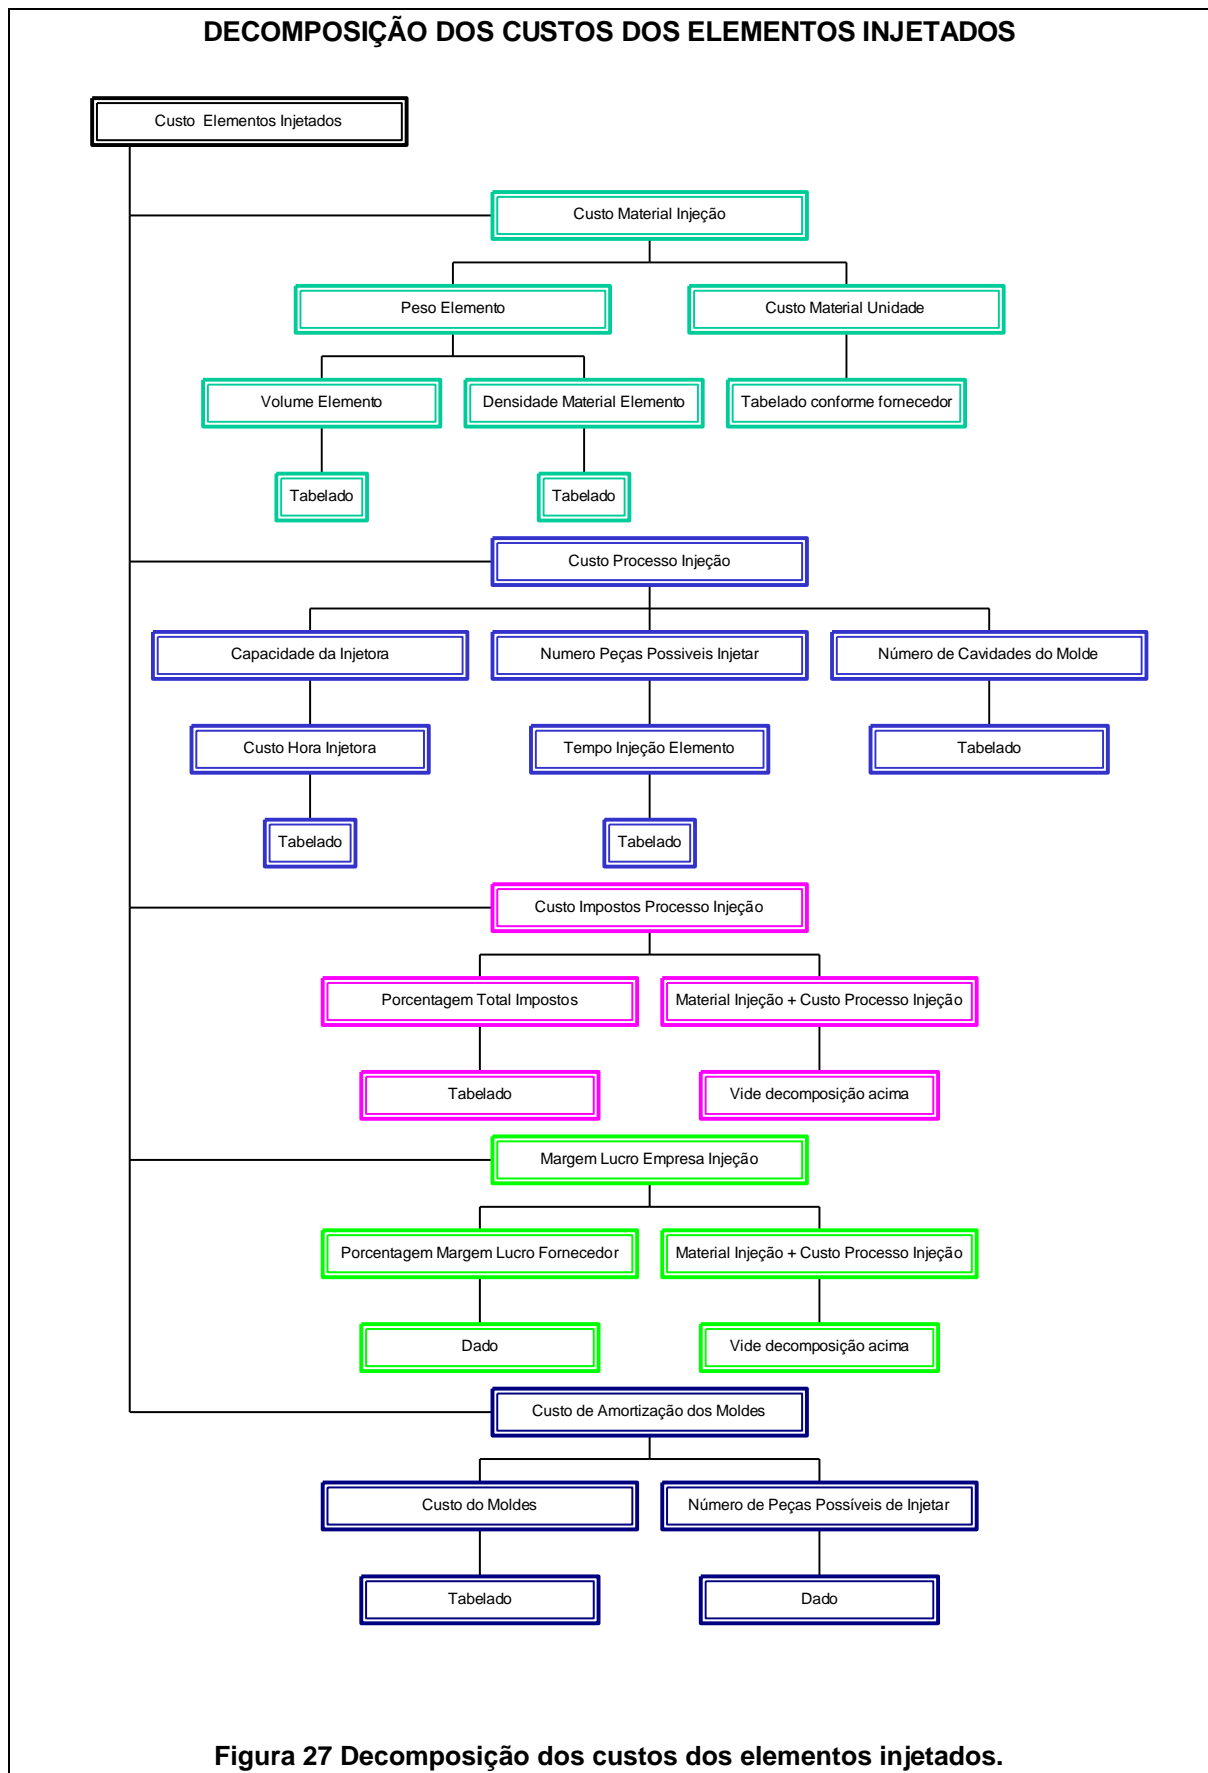 DECOMPOSIÇÃO DOS CUSTOS DOS ELEMENTOS INJETADOS
Custo Elementos Injetados
Custo Material Injeção
Peso Elemento
Custo Material Unidade
Volume Elemento
Densidade Material Elemento
Tabelado conforme fornecedor
Tabelado
Tabelado
Custo Processo Injeção
Capacidade da Injetora
Numero Peças Possiveis Injetar
Número de Cavidades do Molde
Custo Hora Injetora
Tempo Injeção Elemento
Tabelado
Tabelado
Tabelado
Custo Impostos Processo Injeção
Porcentagem Total Impostos
Material Injeção + Custo Processo Injeção
Tabelado
Vide decomposição acima
Margem Lucro Empresa Injeção
Porcentagem Margem Lucro Fornecedor
Material Injeção + Custo Processo Injeção
Dado
Vide decomposição acima
Custo de Amortização dos Moldes
Custo do Moldes
Número de Peças Possíveis de Injetar
Tabelado
Dado
Figura 27 Decomposição dos custos dos elementos injetados.